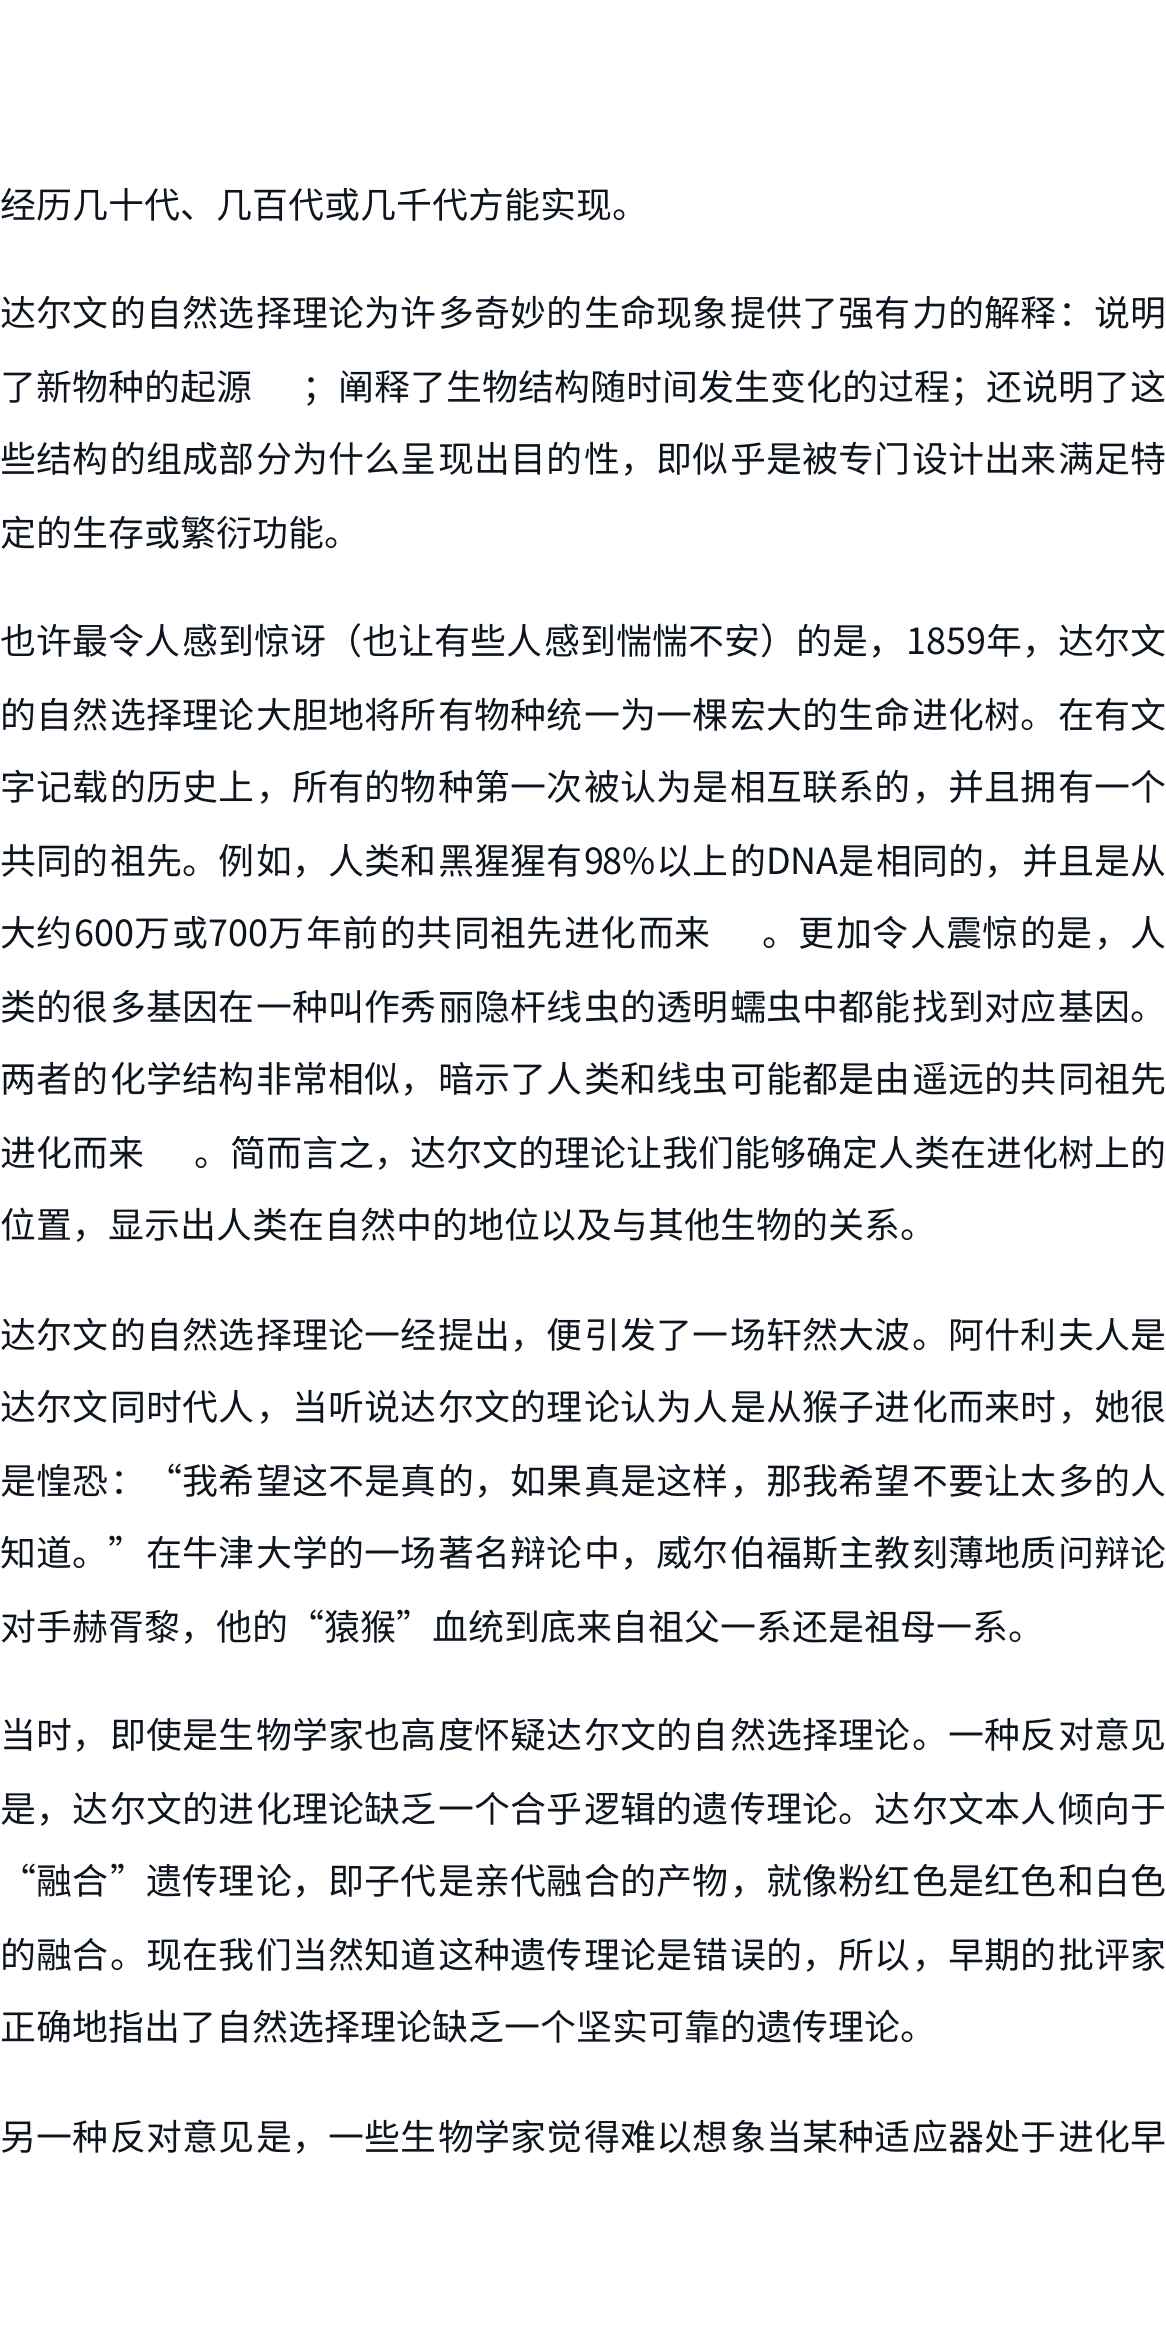 经历几十代、几百代或几千代方能实现。
达尔文的自然选择理论为许多奇妙的生命现象提供了强有力的解释：说明
了新物种的起源 ；阐释了生物结构随时间发生变化的过程；还说明了这
些结构的组成部分为什么呈现出目的性，即似乎是被专门设计出来满足特
定的生存或繁衍功能。
也许最令人感到惊讶（也让有些人感到惴惴不安）的是，1859年，达尔文
的自然选择理论大胆地将所有物种统一为一棵宏大的生命进化树。在有文
字记载的历史上，所有的物种第一次被认为是相互联系的，并且拥有一个
共同的祖先。例如，人类和黑猩猩有98%以上的DNA是相同的，并且是从
大约600万或700万年前的共同祖先进化而来 。更加令人震惊的是，人
类的很多基因在一种叫作秀丽隐杆线虫的透明蠕虫中都能找到对应基因。
两者的化学结构非常相似，暗示了人类和线虫可能都是由遥远的共同祖先
进化而来 。简而言之，达尔文的理论让我们能够确定人类在进化树上的
位置，显示出人类在自然中的地位以及与其他生物的关系。
达尔文的自然选择理论一经提出，便引发了一场轩然大波。阿什利夫人是
达尔文同时代人，当听说达尔文的理论认为人是从猴子进化而来时，她很
是惶恐：“我希望这不是真的，如果真是这样，那我希望不要让太多的人
知道。”在牛津大学的一场著名辩论中，威尔伯福斯主教刻薄地质问辩论
对手赫胥黎，他的“猿猴”血统到底来自祖父一系还是祖母一系。
当时，即使是生物学家也高度怀疑达尔文的自然选择理论。一种反对意见
是，达尔文的进化理论缺乏一个合乎逻辑的遗传理论。达尔文本人倾向于
“融合”遗传理论，即子代是亲代融合的产物，就像粉红色是红色和白色
的融合。现在我们当然知道这种遗传理论是错误的，所以，早期的批评家
正确地指出了自然选择理论缺乏一个坚实可靠的遗传理论。
另一种反对意见是，一些生物学家觉得难以想象当某种适应器处于进化早